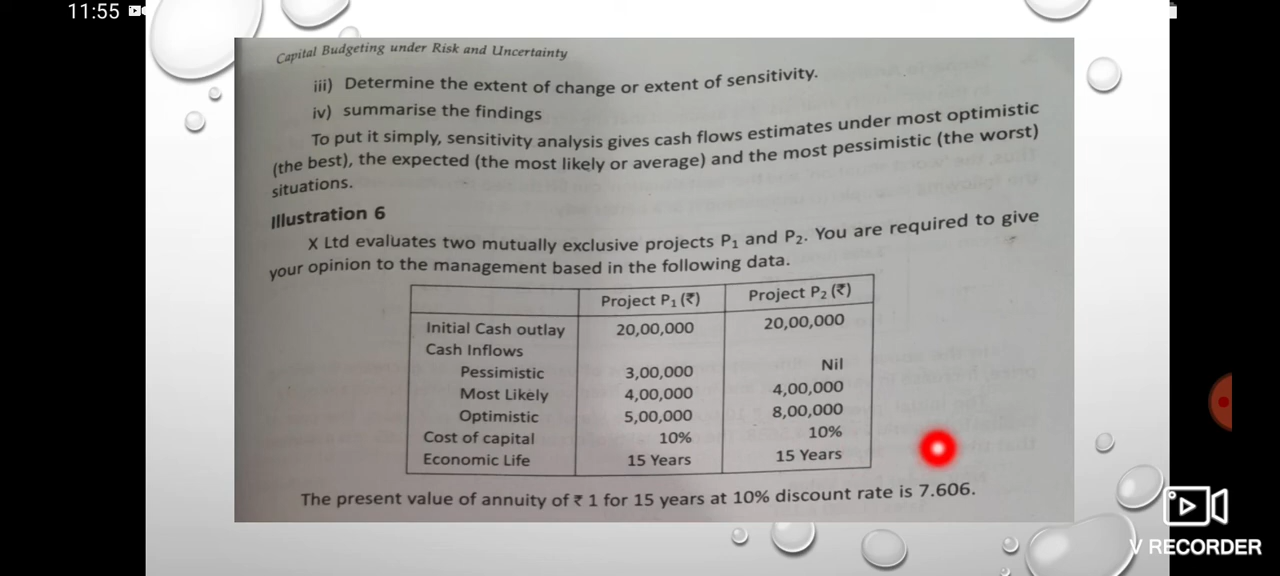 11:55
Capital Budgeting under Risk and Uncertainty
iii) Determine the extent of change or extent of sensitivity.
iv) summarise the findings
To put it simply, sensitivity analysis gives cash flows estimates under most optimistic
(the best), the expected (the most likely or average) and the most pessimistic (the worst)
situations.
Illustration 6
X Ltd evaluates two mutually exclusive projects P₁ and P₂. You are required to give
your opinion to the management based in the following data.
Project P₁ (₹) Project P₂ (₹)
Initial Cash outlay 20,00,000 20,00,000
Cash Inflows
Pessimistic 3,00,000 Nil
Most Likely 4,00,000 4,00,000
Optimistic 5,00,000 8,00,000
Cost of capital 10% 10%
Economic Life 15 Years 15 Years
The present value of annuity of ₹ 1 for 15 years at 10% discount rate is 7.606.
V RECORDER